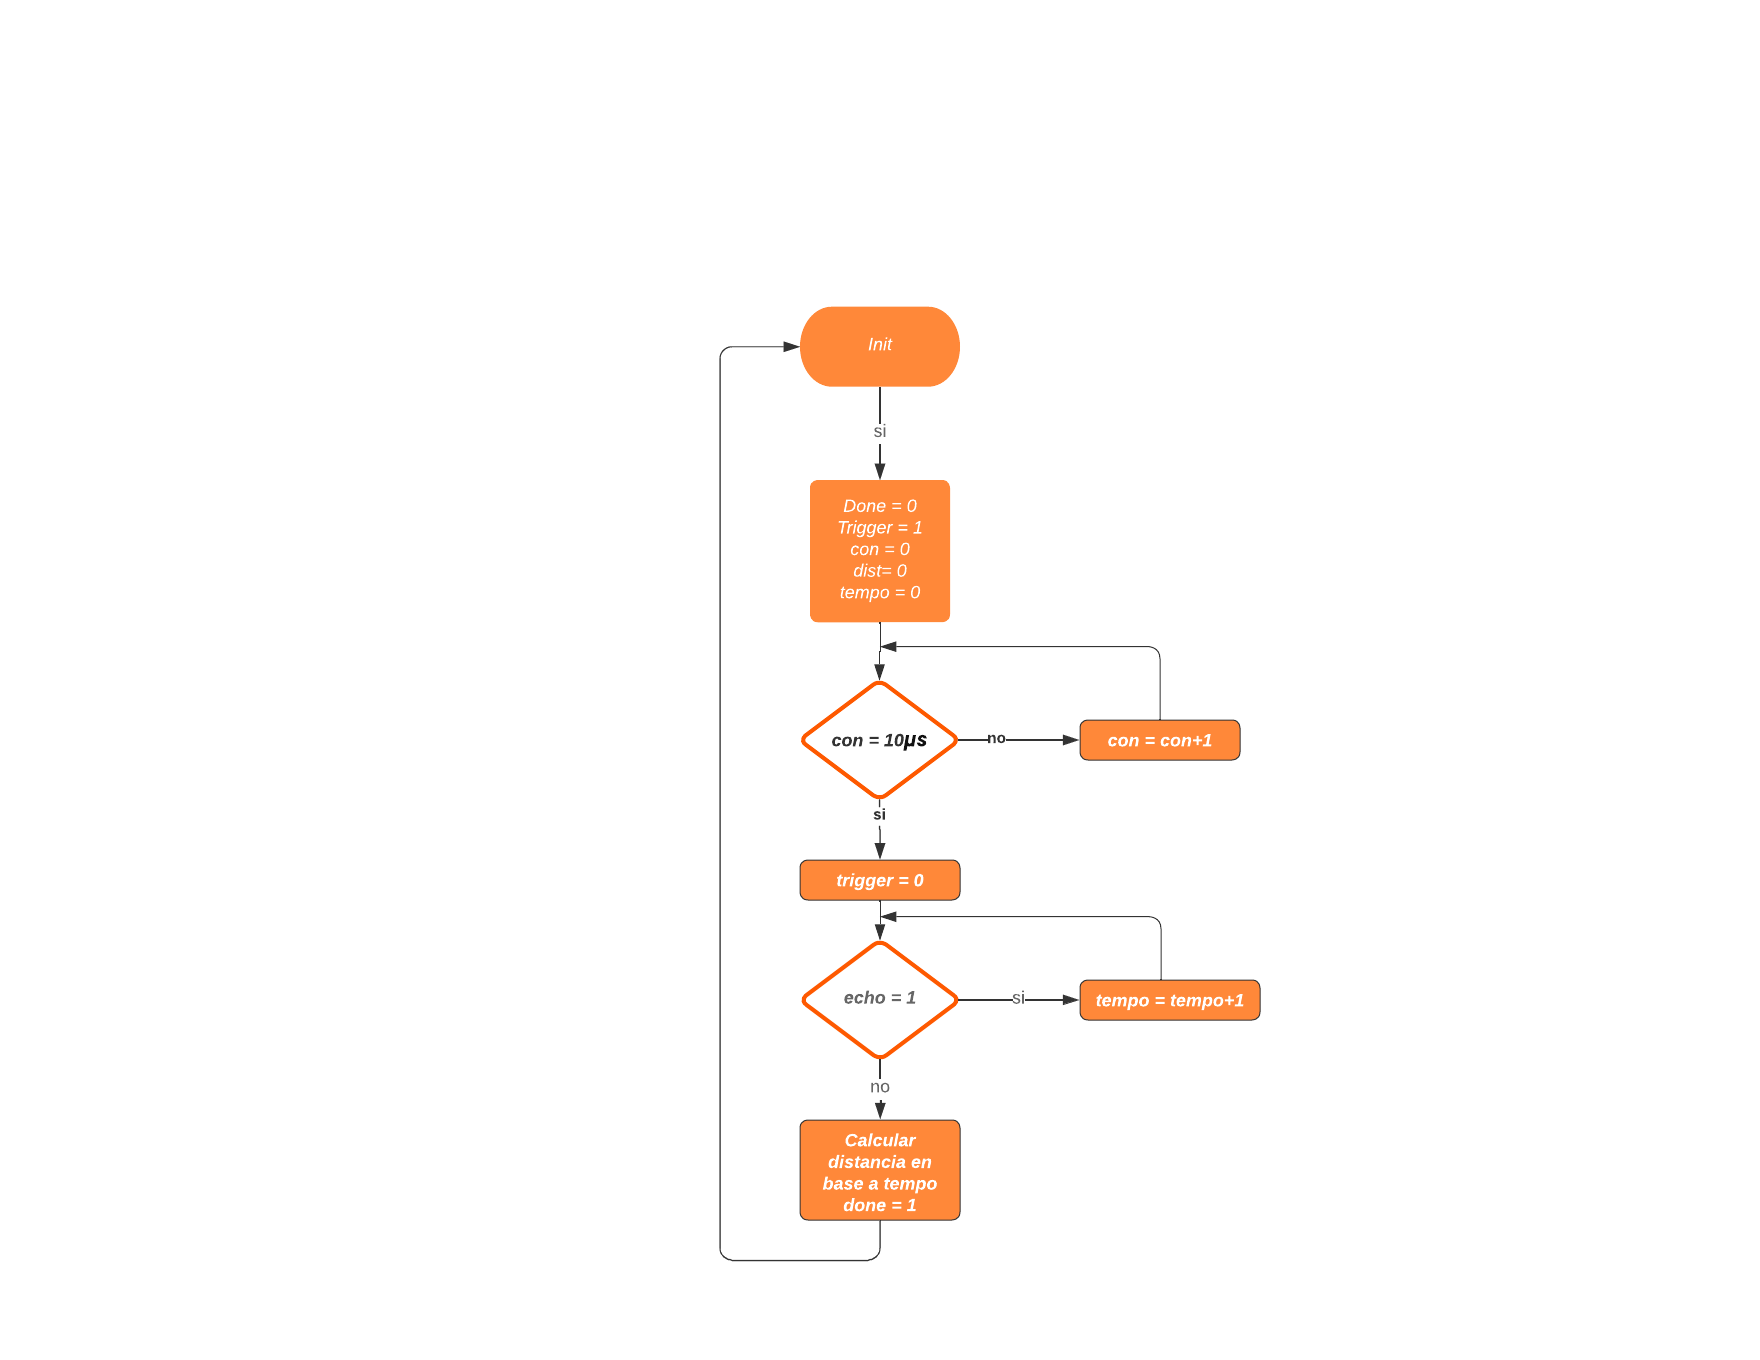 Init
si
Done = 0
Trigger = 1
con = 0
dist= 0
tempo = 0
con = 10µs
no
con = con+1
si
trigger = 0
echo = 1
si
tempo = tempo+1
no
Calcular
distancia en
base a tempo
done = 1